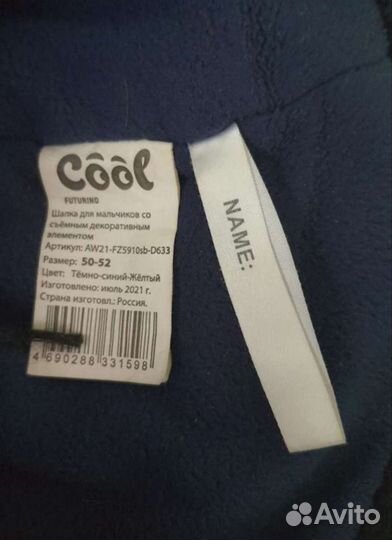 Côôl
FUTURINO
Шапка для мальчиков со
съёмным декоративным
элементом
Артикул: AW21-FZ5910sb-D633
Размер: 50-52
Цвет: Тёмно-синий-Жёлтый
Изготовлено: июль 2021 г.
Страна изготовл.: Россия.
4 690288 331598
NAME:
Avito